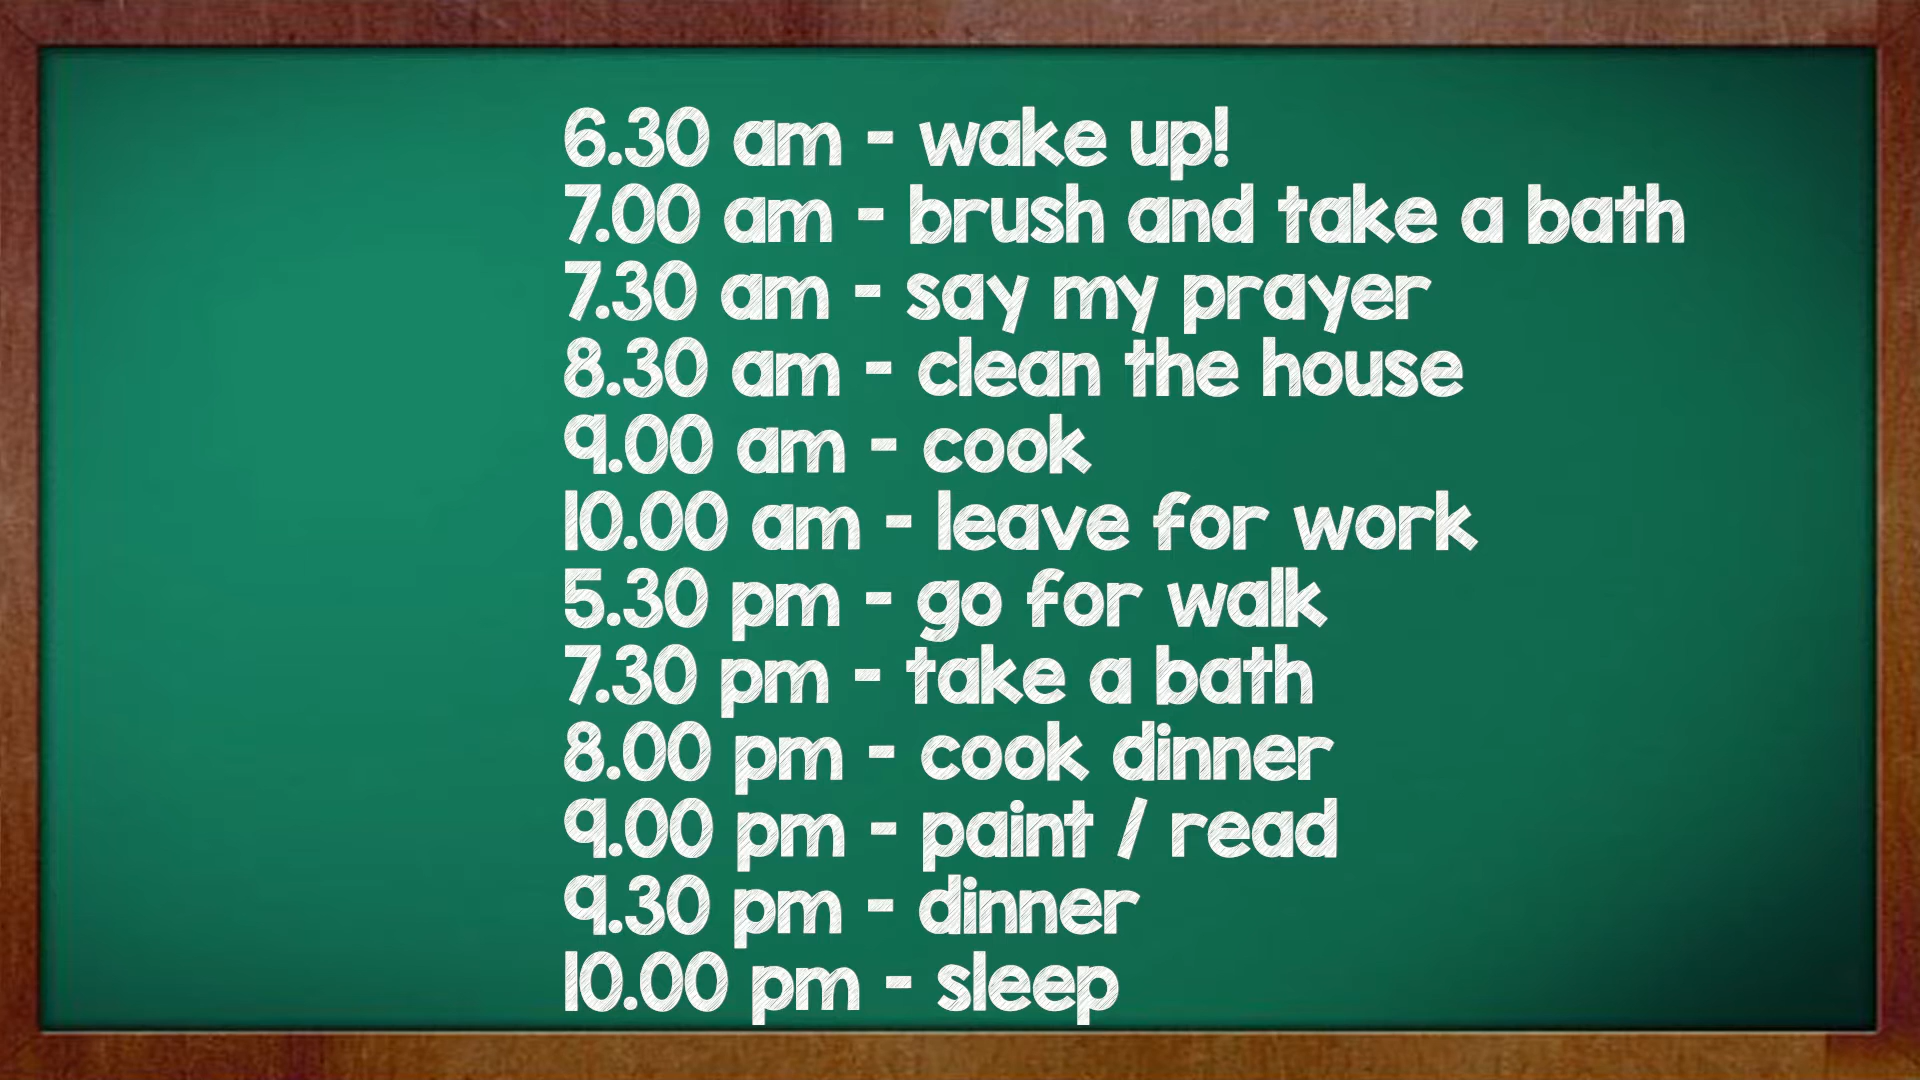 6.30 am - wake up!
7.00 am - brush and take a bath
7.30 am - say my prayer
8.30 am - clean the house
9.00 am - cook
10.00 am - leave for work
5.30 pm - go for walk
7.30 pm - take a bath
8.00 pm - cook dinner
9.00 pm - paint / read
9.30 pm - dinner
10.00 pm - sleep